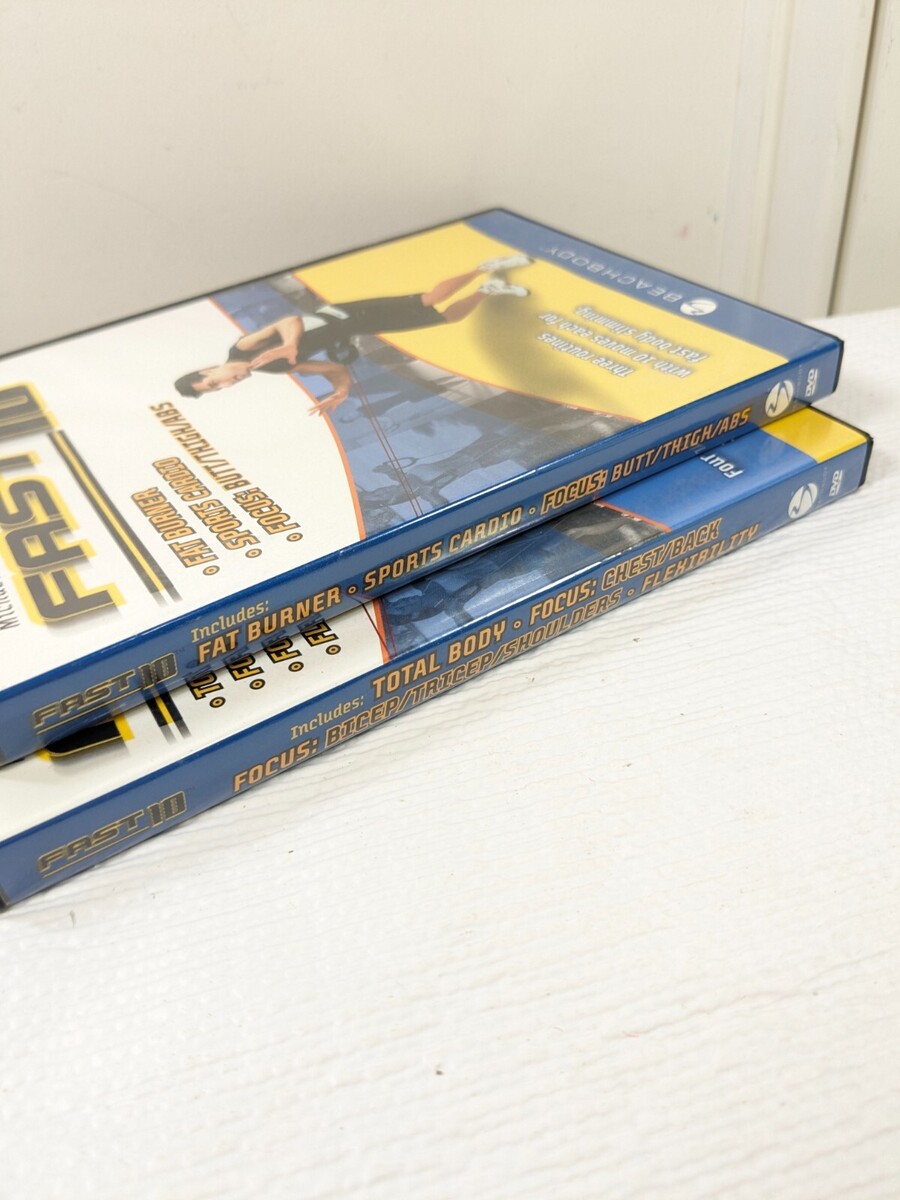 BEACHBODY
Three routines
with 10 moves each for
fast body slimming
FAST 10
• FAT BURNER
• SPORTS CARDIO
• FOCUS: BUTT/THIGH/ABS
FAST 10
Includes:
FAT BURNER • SPORTS CARDIO • FOCUS: BUTT/THIGH/ABS
DVD
FAST 10
Includes: TOTAL BODY • FOCUS: CHEST/BACK
FOCUS: BICEP/TRICEP/SHOULDERS • FLEXIBILITY
DVD